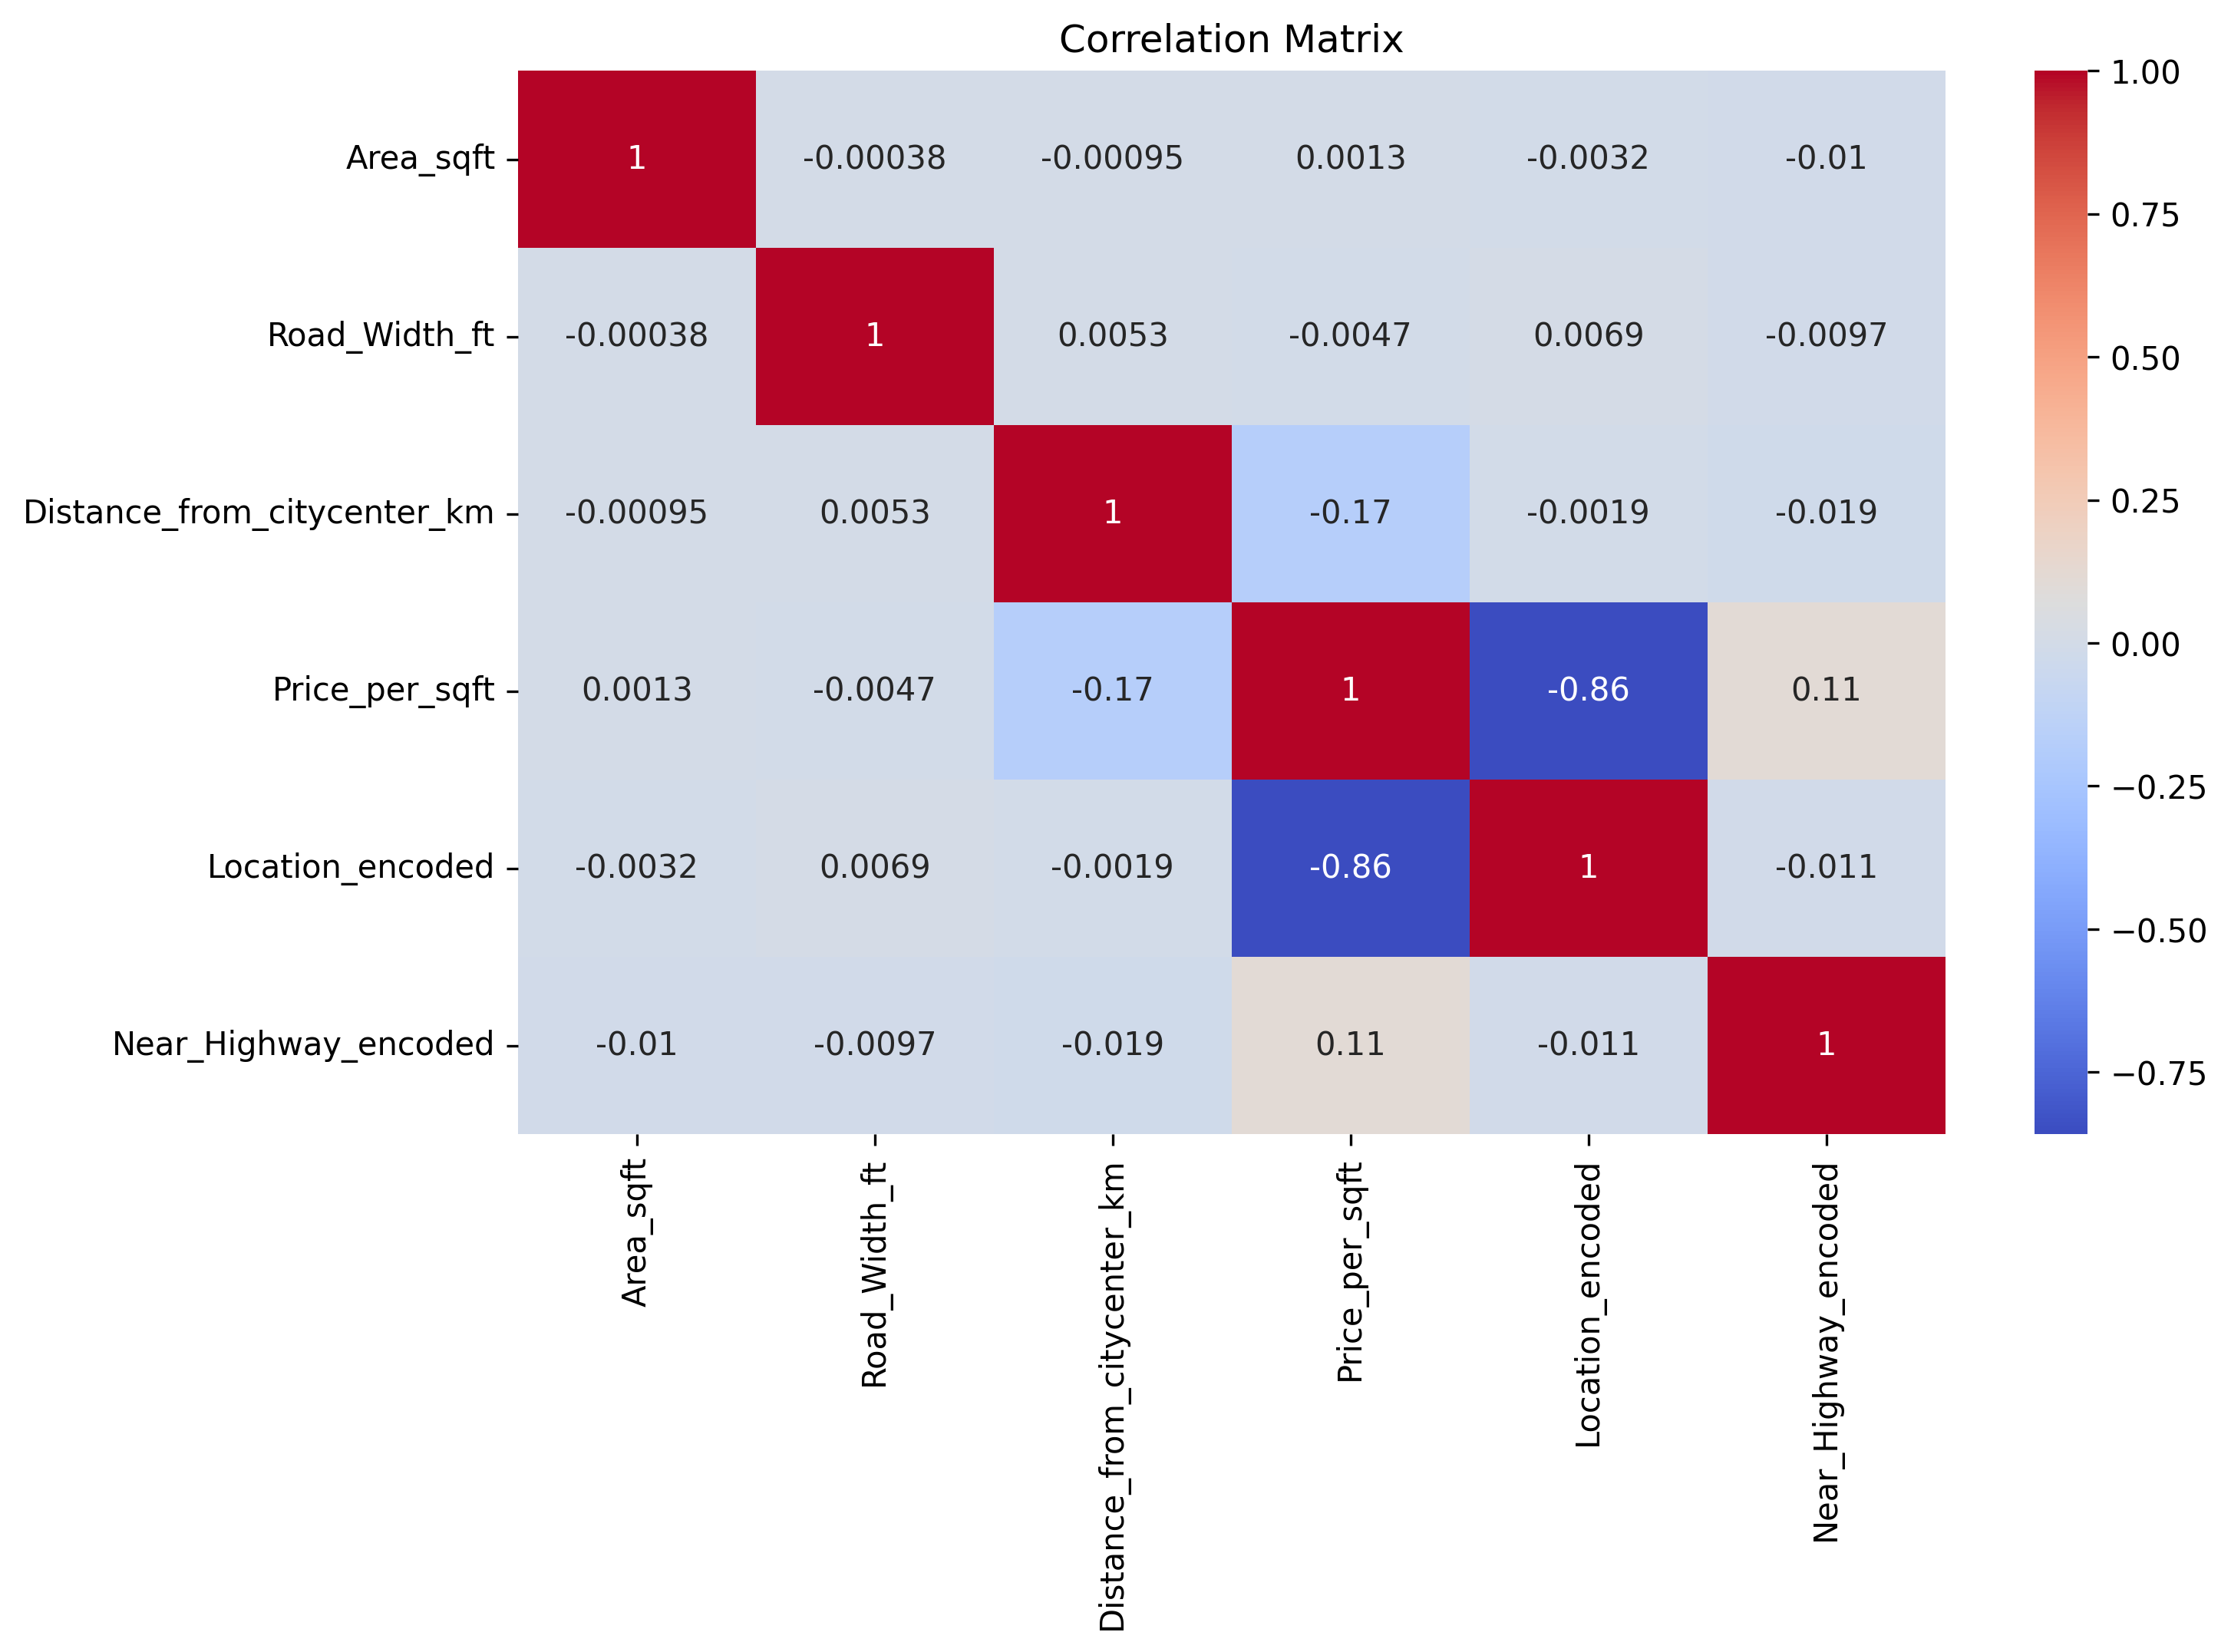 Correlation Matrix
Area_sqft 1 -0.00038 -0.00095 0.0013 -0.0032 -0.01
Road_Width_ft -0.00038 1 0.0053 -0.0047 0.0069 -0.0097
Distance_from_citycenter_km -0.00095 0.0053 1 -0.17 -0.0019 -0.019
Price_per_sqft 0.0013 -0.0047 -0.17 1 -0.86 0.11
Location_encoded -0.0032 0.0069 -0.0019 -0.86 1 -0.011
Near_Highway_encoded -0.01 -0.0097 -0.019 0.11 -0.011 1
Area_sqft
Road_Width_ft
Distance_from_citycenter_km
Price_per_sqft
Location_encoded
Near_Highway_encoded
1.00
0.75
0.50
0.25
0.00
−0.25
−0.50
−0.75